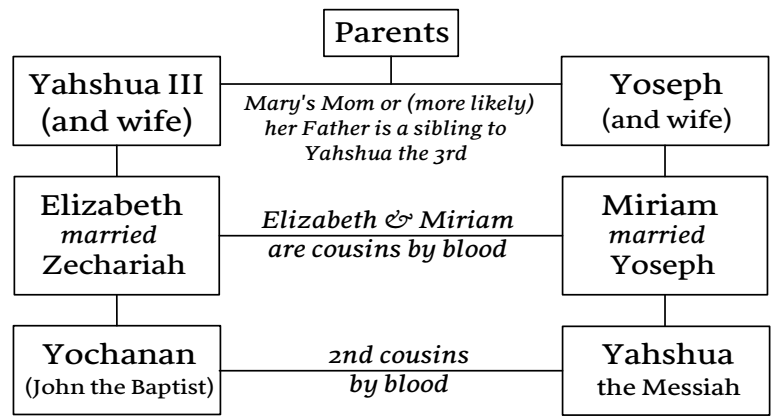 Parents
Yahshua III
(and wife)
Mary's Mom or (more likely)
her Father is a sibling to
Yahshua the 3rd
Yoseph
(and wife)
Elizabeth
married
Zechariah
Elizabeth & Miriam
are cousins by blood
Miriam
married
Yoseph
Yochanan
(John the Baptist)
2nd cousins
by blood
Yahshua
the Messiah